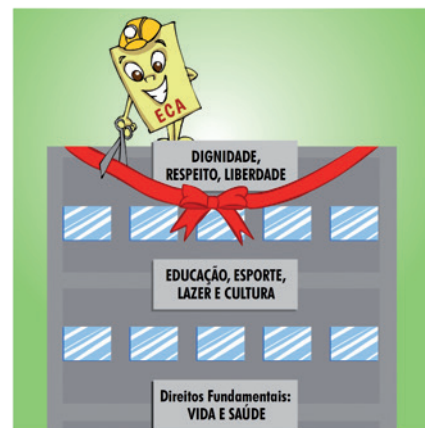 ECA
DIGNIDADE,
RESPEITO, LIBERDADE
EDUCAÇÃO, ESPORTE,
LAZER E CULTURA
Direitos Fundamentais:
VIDA E SAÚDE